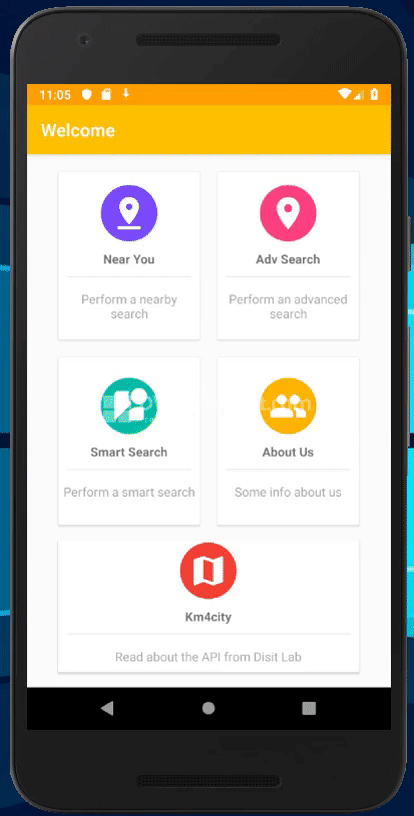 11:05
Welcome
Near You
Perform a nearby
search
Adv Search
Perform an advanced
search
Smart Search
Perform a smart search
About Us
Some info about us
Km4city
Read about the API from Disit Lab